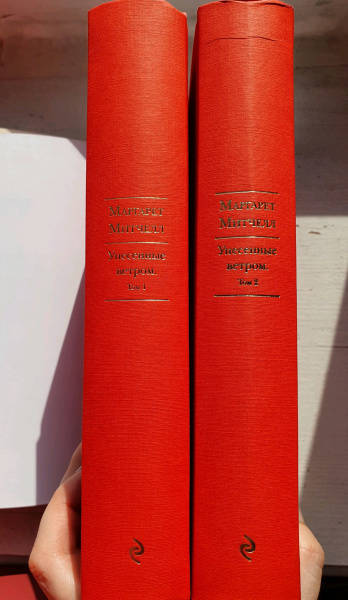 Маргарет
Митчелл
Унесенные
ветром.
Том 1
Маргарет
Митчелл
Унесенные
ветром.
Том 2